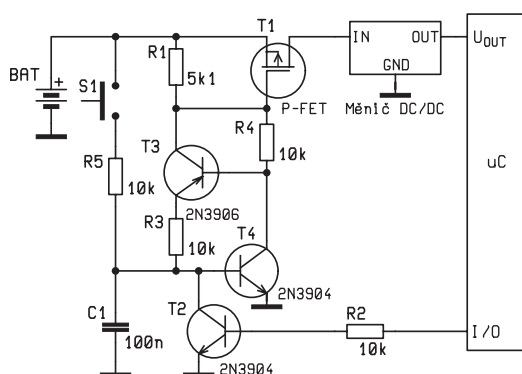 T1
IN OUT
U_OUT
R1
5k1
GND
BAT
+
S1
P-FET
Měnič DC/DC
T3
R4
10k
uC
R5
10k
2N3906
R3
10k
T4
2N3904
C1
100n
T2
R2
I/O
10k
2N3904